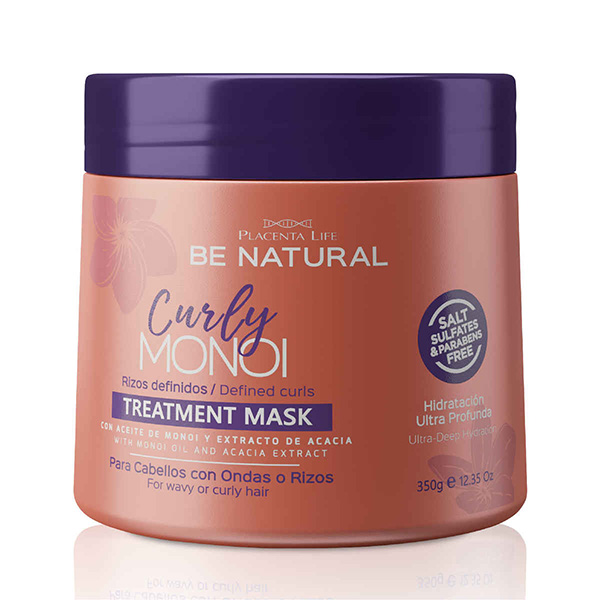 PLACENTA LIFE
BE NATURAL
Curly
MONOI
Rizos definidos / Defined curls
TREATMENT MASK
CON ACEITE DE MONOI Y EXTRACTO DE ACACIA
WITH MONOI OIL AND ACACIA EXTRACT
Para Cabellos con Ondas o Rizos
For wavy or curly hair
SALT
SULFATES
& PARABENS
FREE
Hidratación
Ultra Profunda
Ultra-Deep Hydration
350g e 12.35 Oz